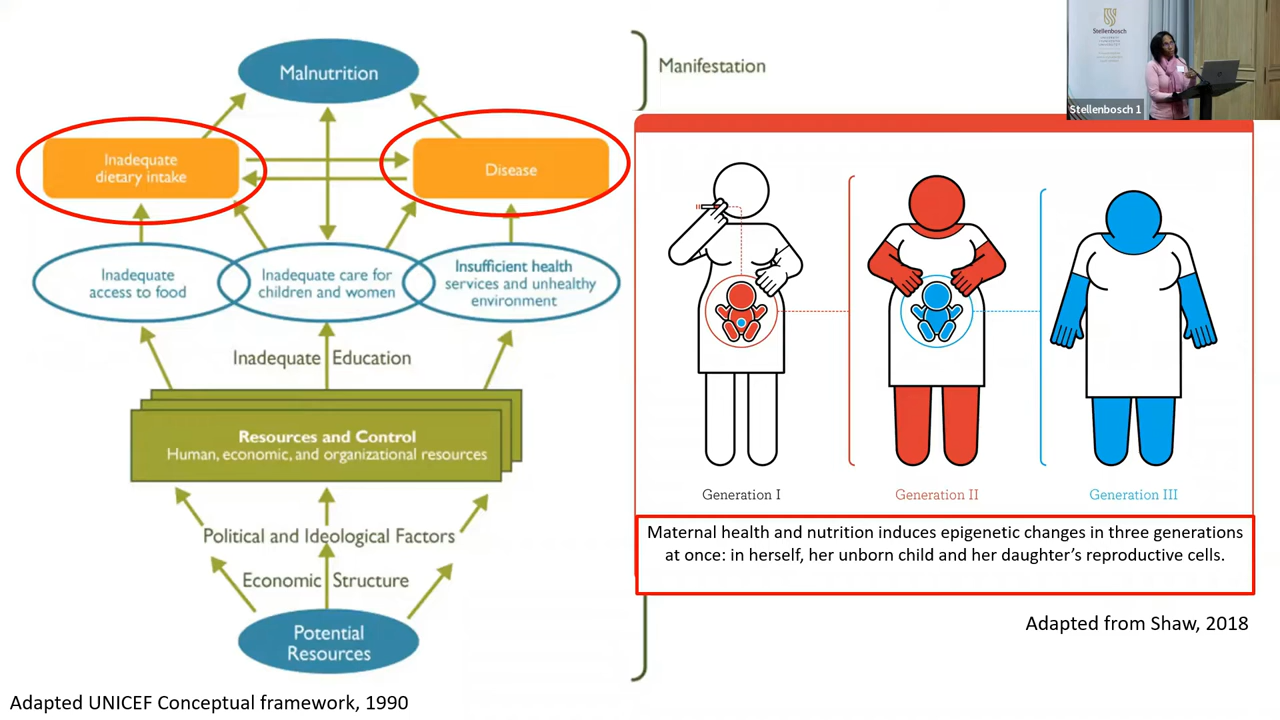 Malnutrition
Manifestation
Inadequate
dietary intake
Disease
Inadequate
access to food
Inadequate care for
children and women
Insufficient health
services and unhealthy
environment
Inadequate Education
Resources and Control
Human, economic, and organizational resources
Political and Ideological Factors
Economic Structure
Potential
Resources
Adapted UNICEF Conceptual framework, 1990
Stellenbosch
Stellenbosch 1
Generation I
Generation II
Generation III
Maternal health and nutrition induces epigenetic changes in three generations
at once: in herself, her unborn child and her daughter's reproductive cells.
Adapted from Shaw, 2018